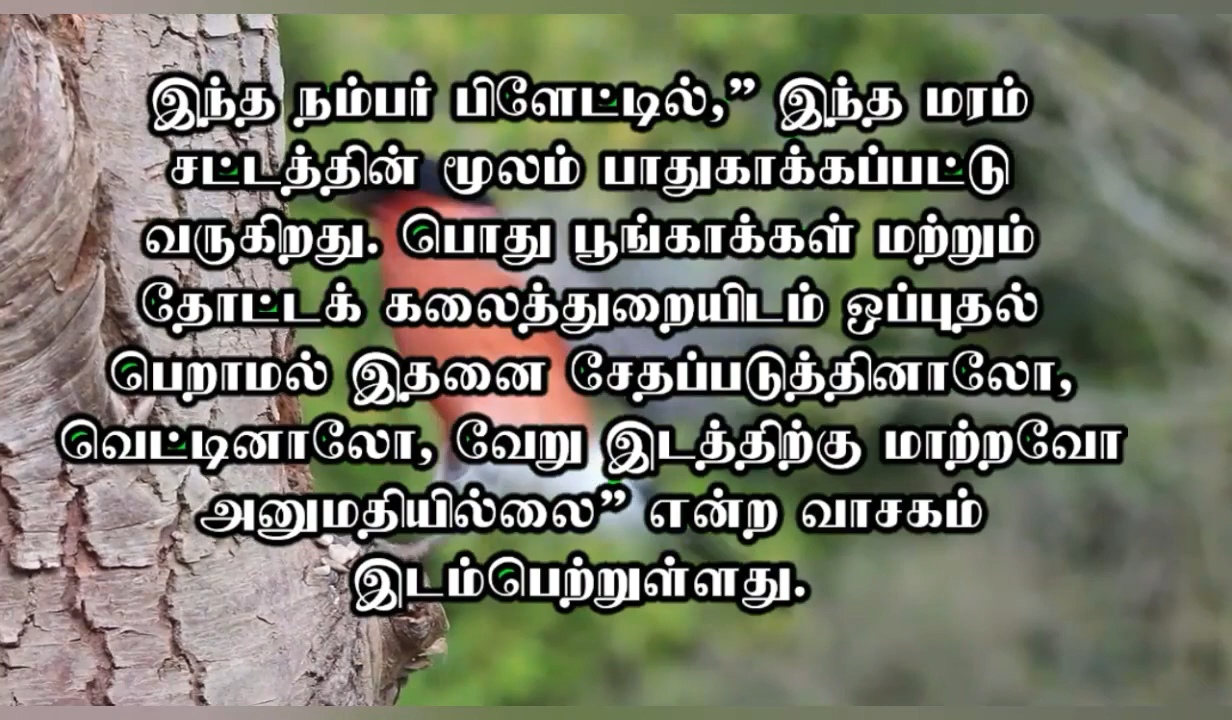 இந்த நம்பர் பிளேட்டில்,” இந்த மரம்
சட்டத்தின் மூலம் பாதுகாக்கப்பட்டு
வருகிறது. பொது பூங்காக்கள் மற்றும்
தோட்டக் கலைத்துறையிடம் ஒப்புதல்
பெறாமல் இதனை சேதப்படுத்தினாலோ,
வெட்டினாலோ, வேறு இடத்திற்கு மாற்றவோ
அனுமதியில்லை” என்ற வாசகம்
இடம்பெற்றுள்ளது.